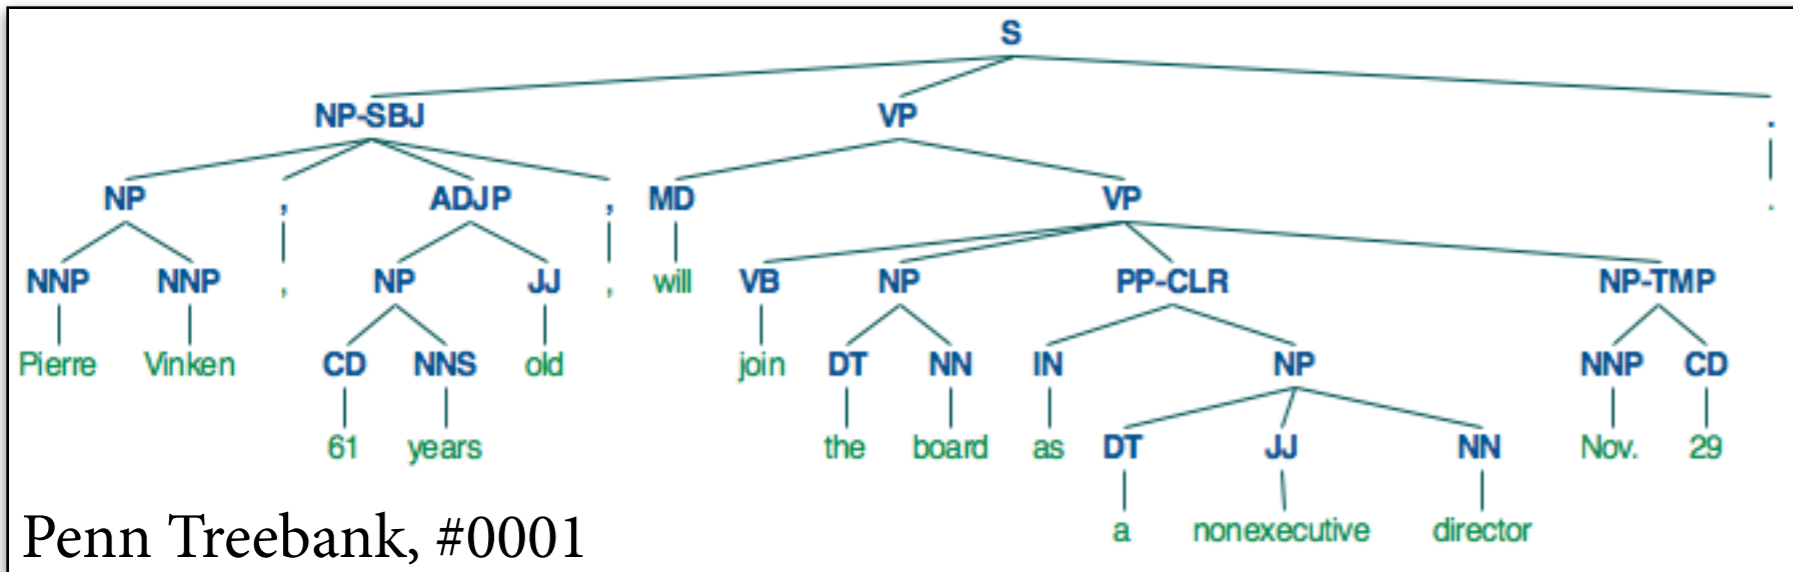 S
NP-SBJ VP .
NP , ADJP , MD VP .
NNP NNP , NP JJ , will VB NP PP-CLR NP-TMP
Pierre Vinken CD NNS old join DT NN IN NP NNP CD
61 years the board as DT JJ NN Nov. 29
Penn Treebank, #0001 a nonexecutive director